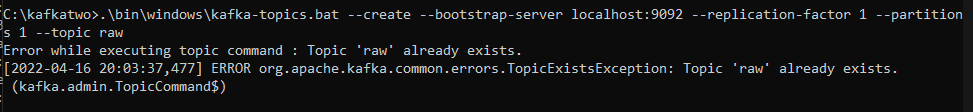 C:\kafkatwo>.\bin\windows\kafka-topics.bat --create --bootstrap-server localhost:9092 --replication-factor 1 --partition
s 1 --topic raw
Error while executing topic command : Topic 'raw' already exists.
[2022-04-16 20:03:37,477] ERROR org.apache.kafka.common.errors.TopicExistsException: Topic 'raw' already exists.
 (kafka.admin.TopicCommand$)